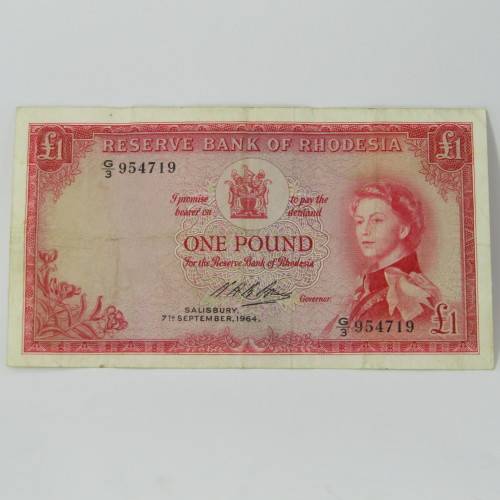 £1 RESERVE BANK OF RHODESIA £1
G/3 954719
I promise to pay the
bearer on demand
ONE POUND
For the Reserve Bank of Rhodesia
Governor
SALISBURY,
7TH SEPTEMBER, 1964.
G/3 954719
£1